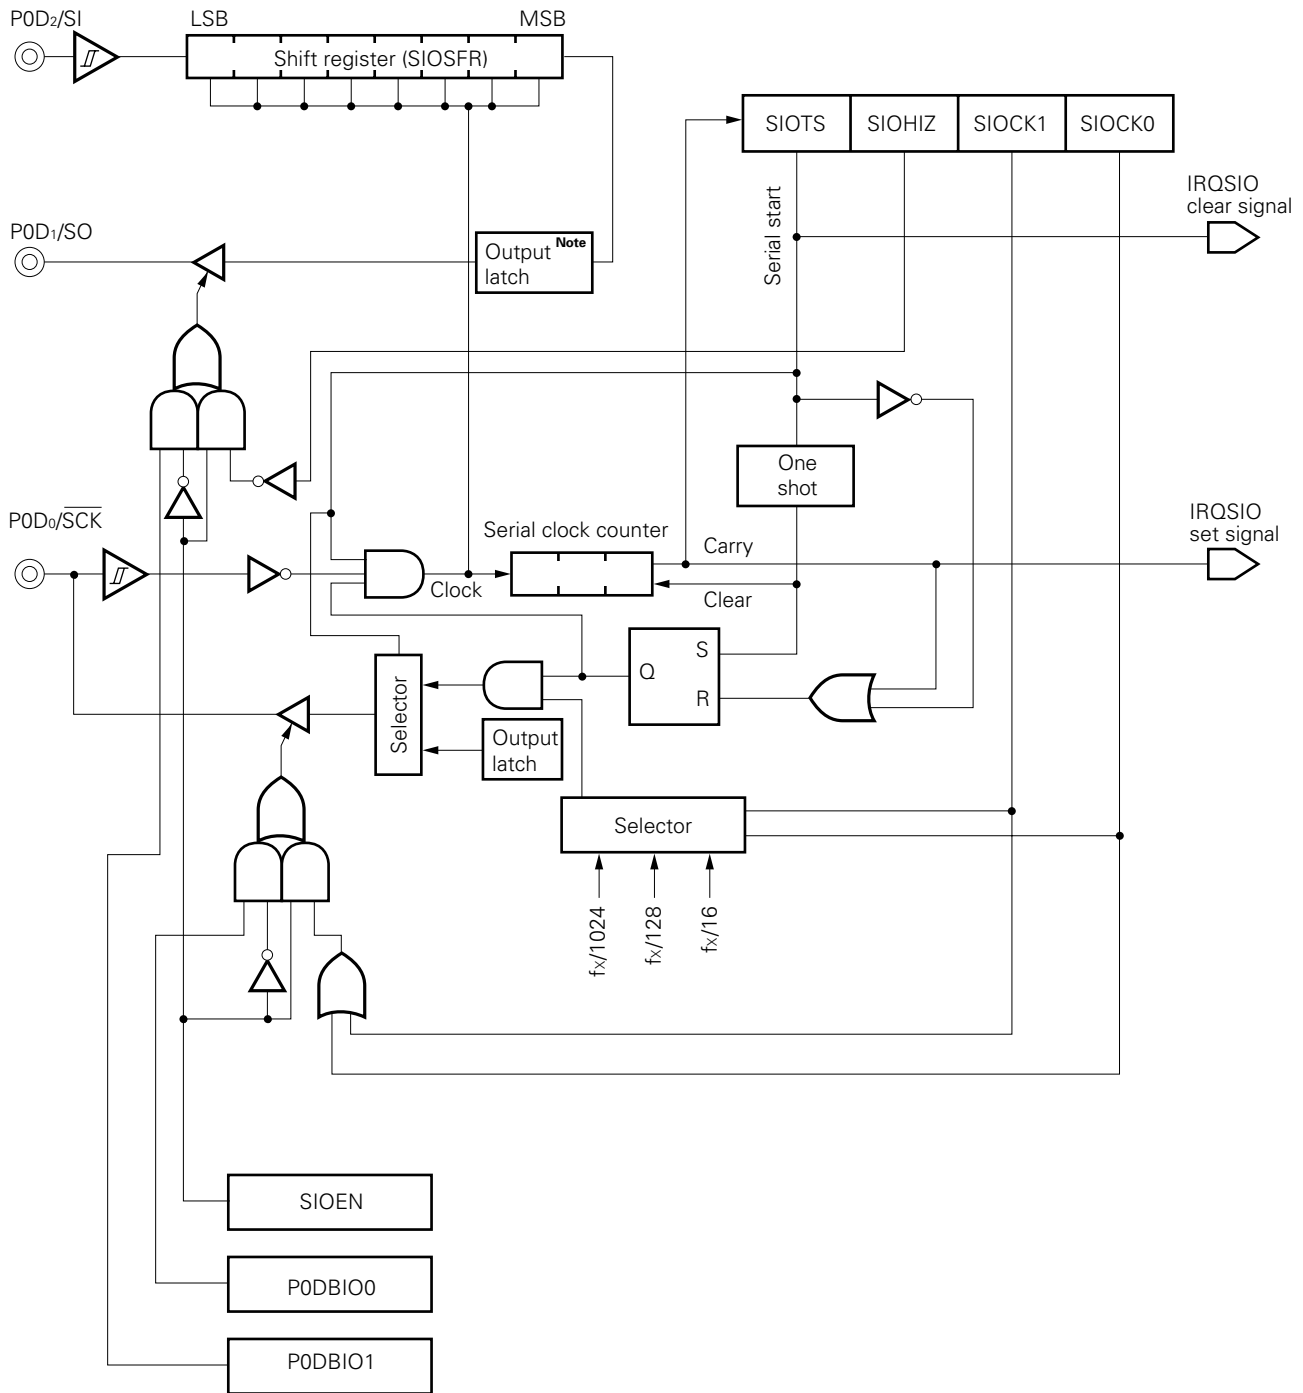 P0D₂/SI
LSB
MSB
Shift register (SIOSFR)
SIOTS
SIOHIZ
SIOCK1
SIOCK0
Serial start
IRQSIO
clear signal
P0D₁/SO
Output Note
latch
One
shot
P0D₀/S̅C̅K̅
Serial clock counter
Carry
IRQSIO
set signal
Clock
Clear
S
Q
R
Selector
Output
latch
Selector
fx/1024
fx/128
fx/16
SIOEN
P0DBIO0
P0DBIO1